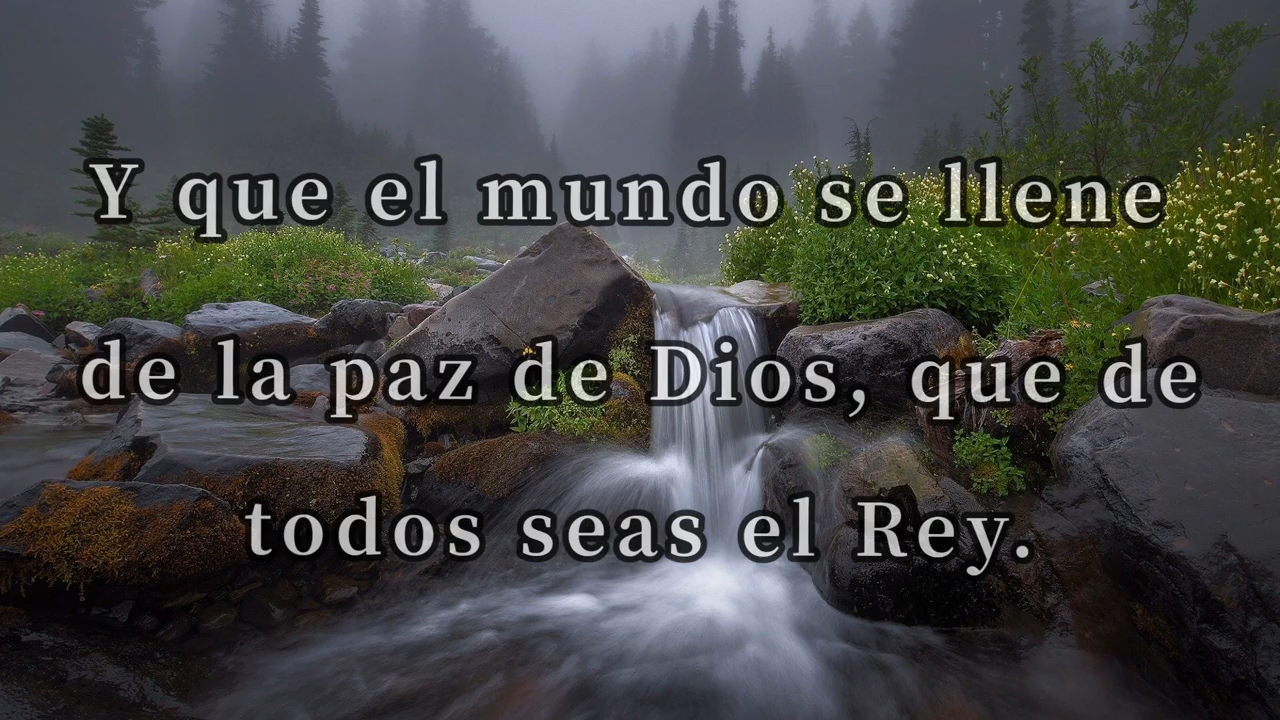 Y que el mundo se llene
de la paz de Dios, que de
todos seas el Rey.